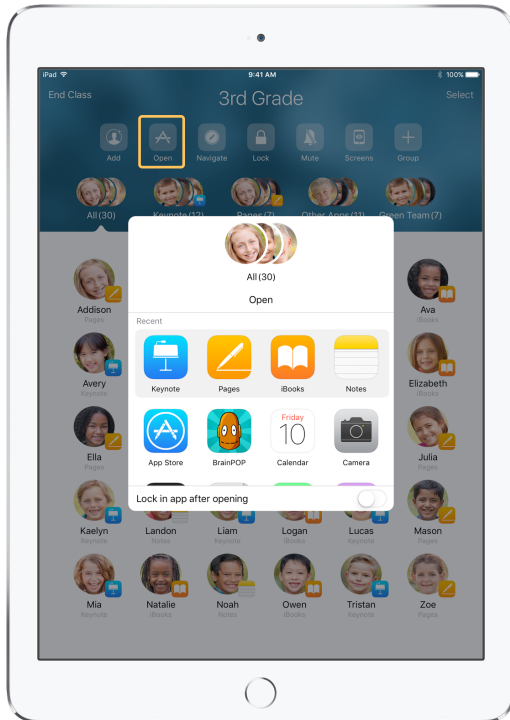 iPad 9:41 AM 100%
End Class 3rd Grade Select
Add Open Navigate Lock Mute Screens Group
All (30) Keynote (12) Pages (7) Other Apps (11) Green Team (7)
All (30)
Open
Recent
Keynote Pages iBooks Notes
Friday
10
App Store BrainPOP Calendar Camera
Lock in app after opening
Addison Ava
Pages iBooks
Avery Elizabeth
Keynote iBooks
Ella Julia
Pages Pages
Kaelyn Landon Liam Logan Lucas Mason
Keynote Notes Keynote iBooks Keynote Pages
Mia Natalie Noah Owen Tristan Zoe
Keynote iBooks Notes iBooks Keynote Pages